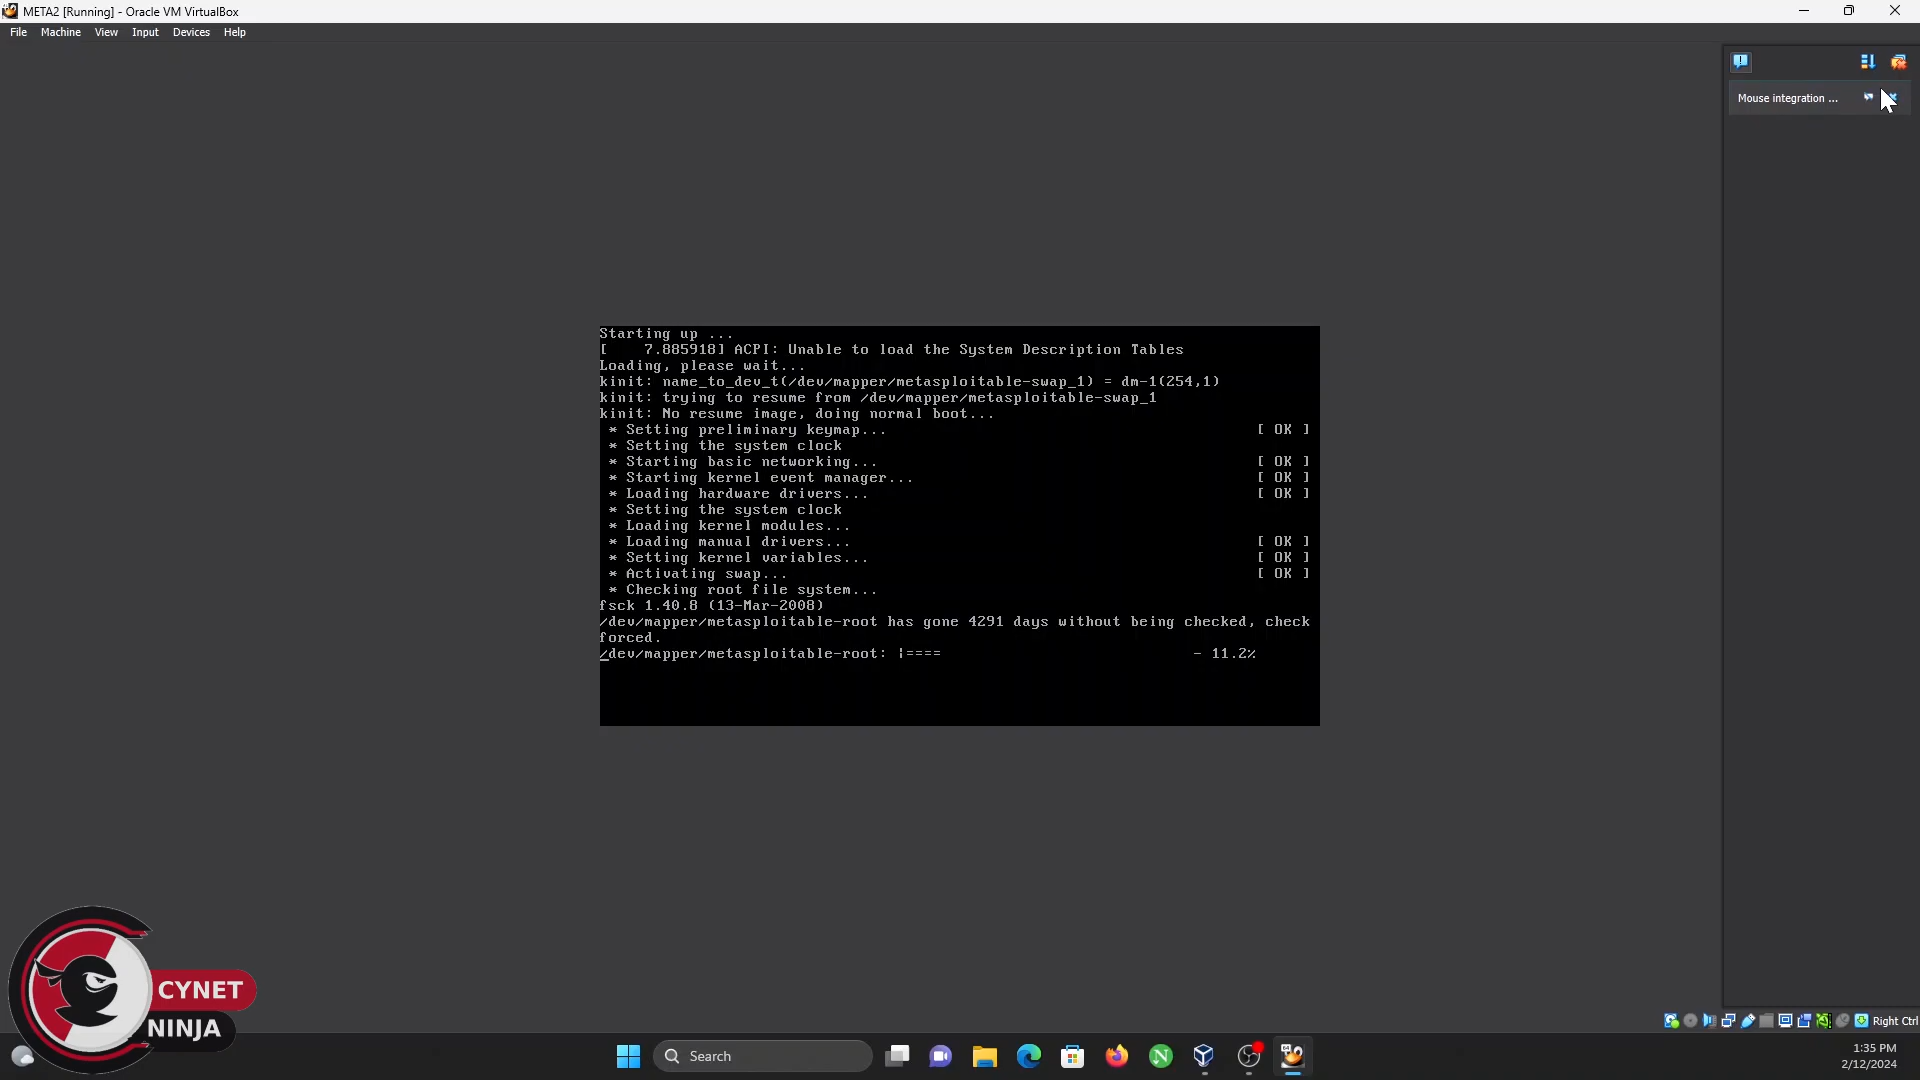 META2 [Running] - Oracle VM VirtualBox
File Machine View Input Devices Help
Mouse integration ...
Starting up ...
[    7.885918] ACPI: Unable to load the System Description Tables
Loading, please wait...
kinit: name_to_dev_t(/dev/mapper/metasploitable-swap_1) = dm-1(254,1)
kinit: trying to resume from /dev/mapper/metasploitable-swap_1
kinit: No resume image, doing normal boot...
* Setting preliminary keymap... [ OK ]
* Setting the system clock
* Starting basic networking... [ OK ]
* Starting kernel event manager... [ OK ]
* Loading hardware drivers... [ OK ]
* Setting the system clock
* Loading kernel modules...
* Loading manual drivers... [ OK ]
* Setting kernel variables... [ OK ]
* Activating swap... [ OK ]
* Checking root file system...
fsck 1.40.8 (13-Mar-2008)
/dev/mapper/metasploitable-root has gone 4291 days without being checked, check
forced.
/dev/mapper/metasploitable-root: |==== - 11.2%
CYNET
NINJA
Right Ctrl
Search
1:35 PM
2/12/2024